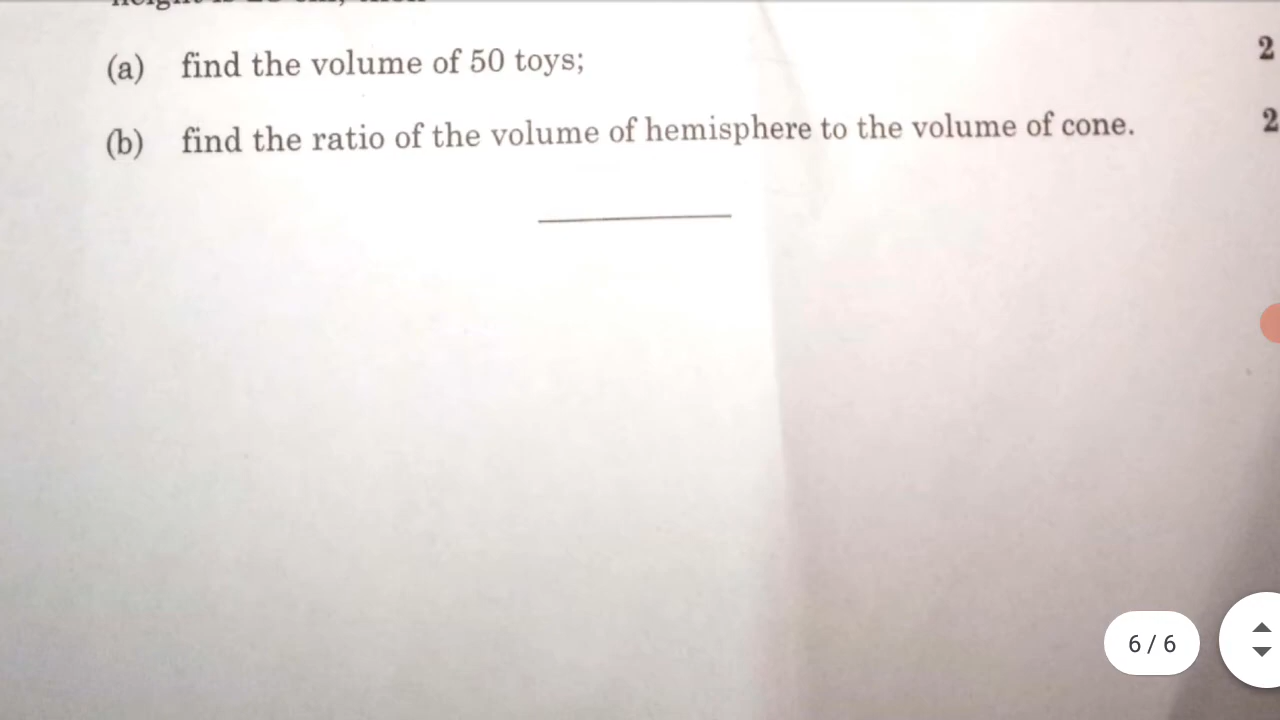 (a) find the volume of 50 toys; 2
(b) find the ratio of the volume of hemisphere to the volume of cone. 2
6 / 6